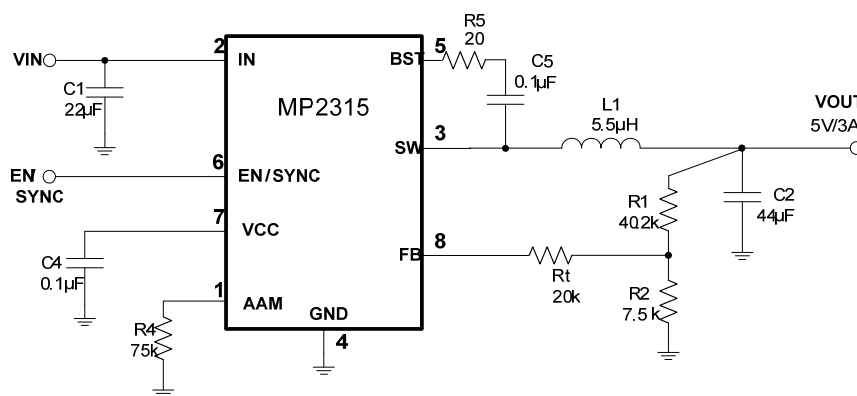 R5
20
2
5
VIN
IN
BST
C5
0.1µF
C1
22µF
MP2315
L1
5.5µH
VOUT
5V/3A
3
SW
6
EN/
SYNC
EN/SYNC
7
VCC
R1
40.2k
C2
44µF
C4
0.1µF
8
FB
Rt
20k
R2
7.5k
1
AAM
GND
4
R4
75k